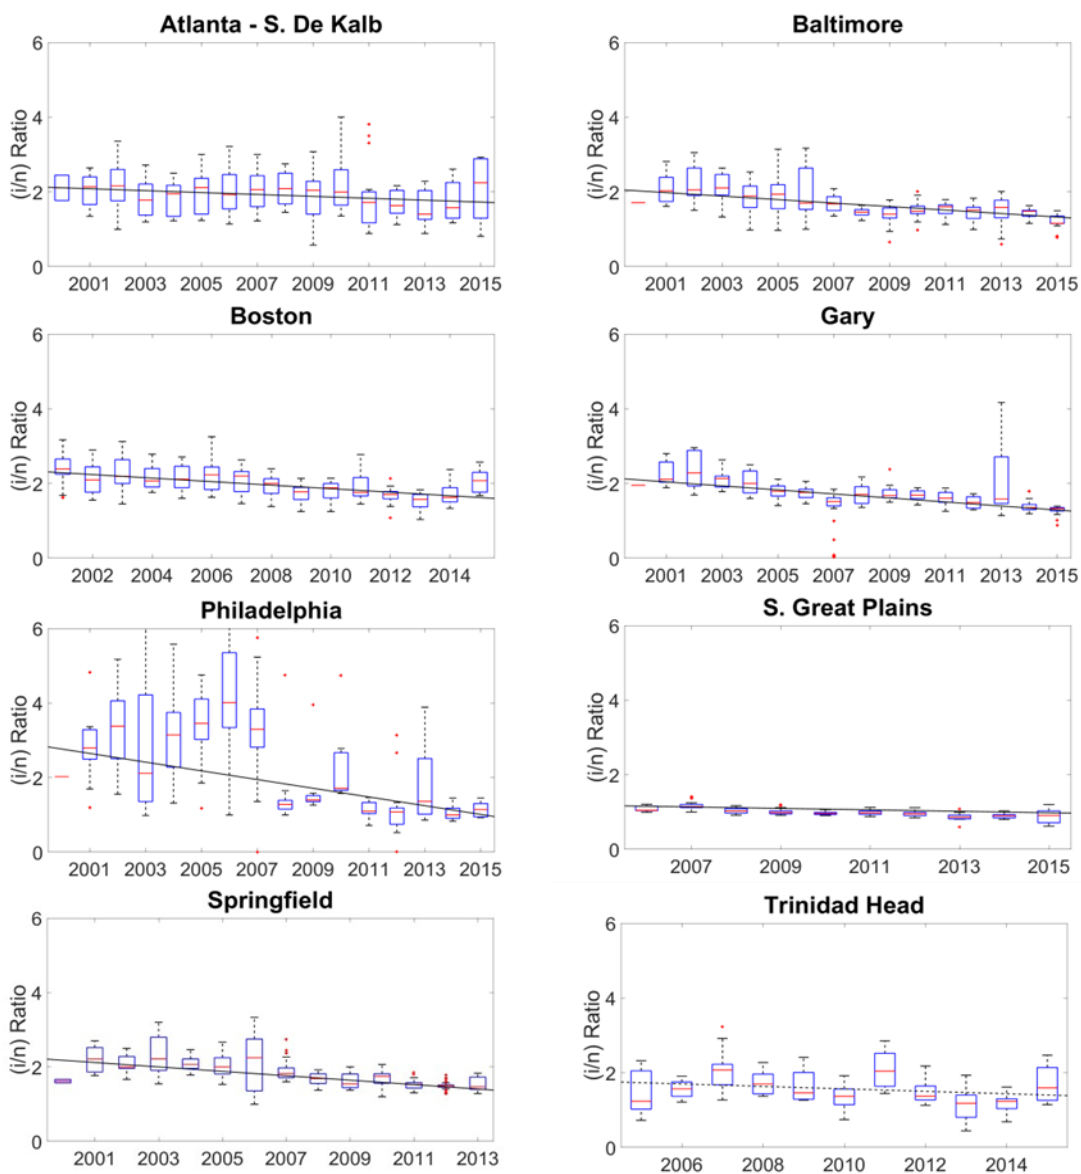 Atlanta - S. De Kalb
6
4
2
0
(i/n) Ratio
2001 2003 2005 2007 2009 2011 2013 2015
Baltimore
6
4
2
0
(i/n) Ratio
2001 2003 2005 2007 2009 2011 2013 2015
Boston
6
4
2
0
(i/n) Ratio
2002 2004 2006 2008 2010 2012 2014
Gary
6
4
2
0
(i/n) Ratio
2001 2003 2005 2007 2009 2011 2013 2015
Philadelphia
6
4
2
0
(i/n) Ratio
2001 2003 2005 2007 2009 2011 2013 2015
S. Great Plains
6
4
2
0
(i/n) Ratio
2007 2009 2011 2013 2015
Springfield
6
4
2
0
(i/n) Ratio
2001 2003 2005 2007 2009 2011 2013
Trinidad Head
6
4
2
0
(i/n) Ratio
2006 2008 2010 2012 2014